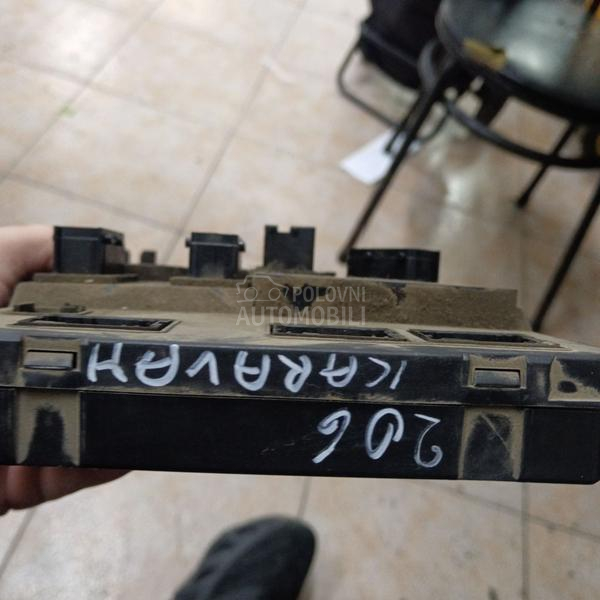 206
KARAVAN
POLOVNI
AUTOMOBILI